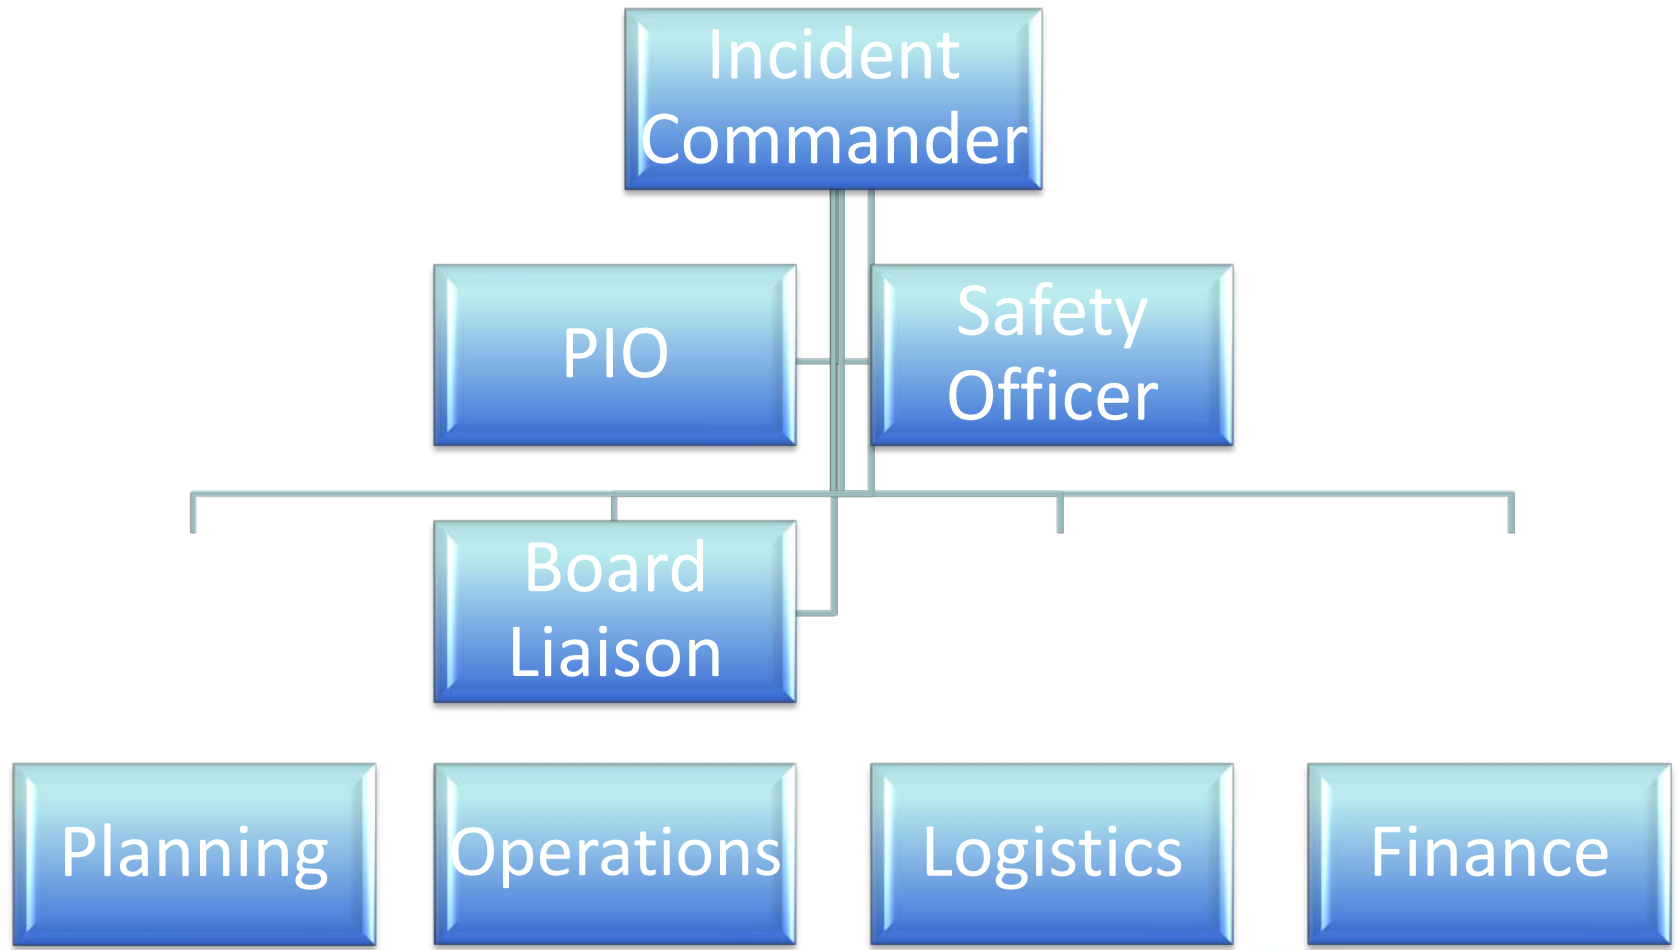 Incident
Commander
PIO
Safety
Officer
Board
Liaison
Planning
Operations
Logistics
Finance